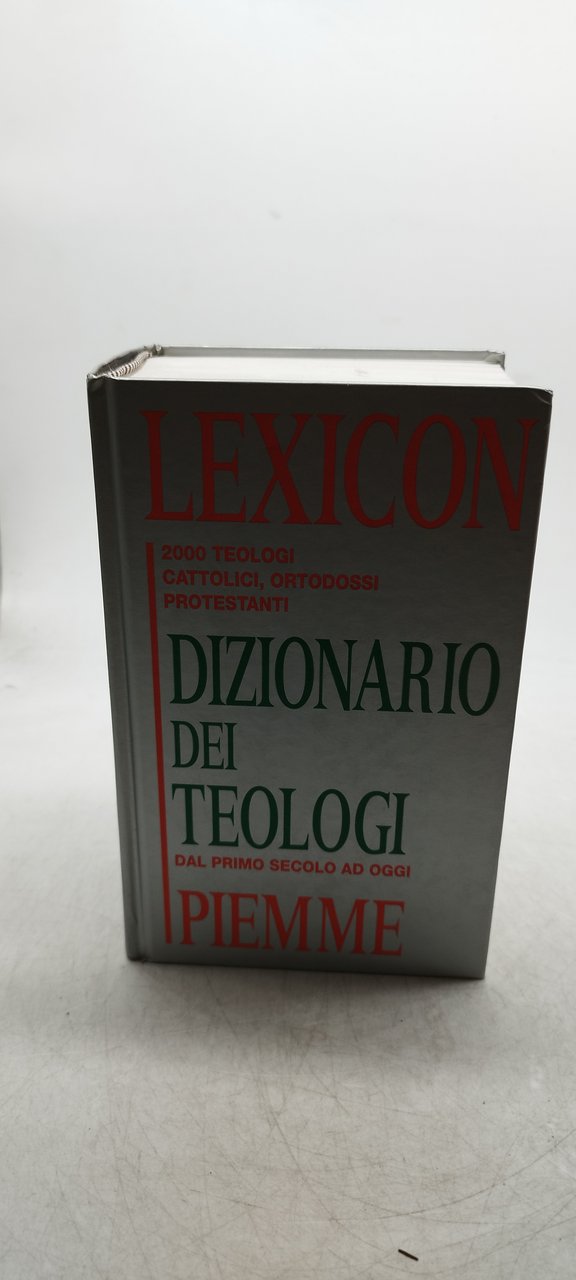 LEXICON
2000 TEOLOGI
CATTOLICI, ORTODOSSI
PROTESTANTI
DIZIONARIO
DEI
TEOLOGI
DAL PRIMO SECOLO AD OGGI
PIEMME